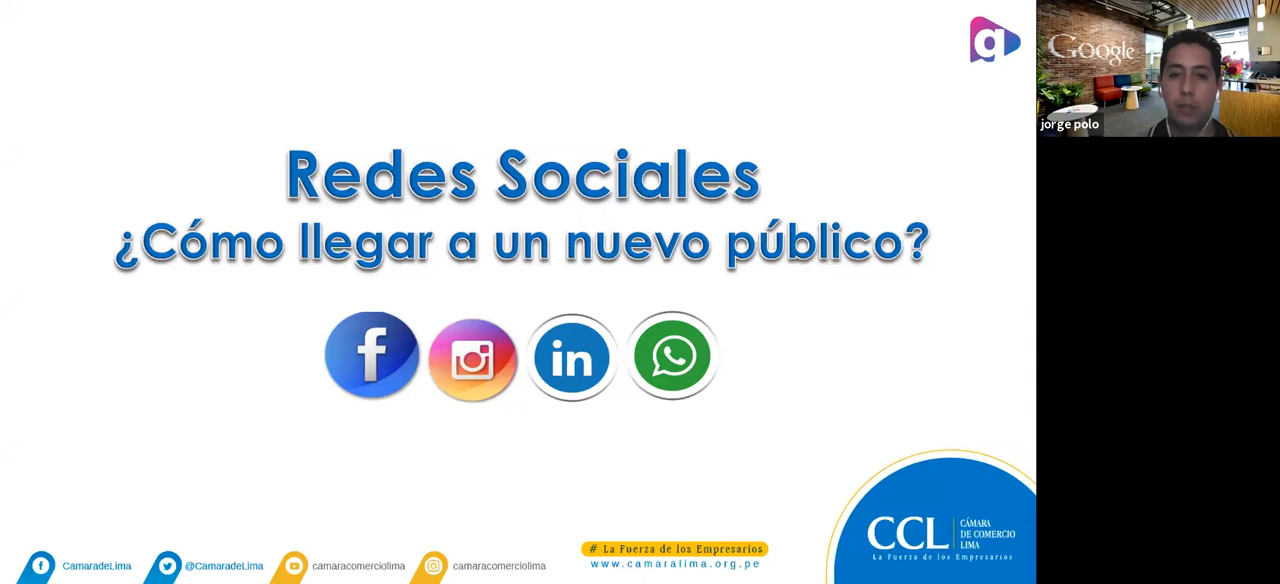 Redes Sociales
¿Cómo llegar a un nuevo público?
f
in
q
Google
jorge polo
CCL
CÁMARA
DE COMERCIO
LIMA
La Fuerza de los Empresarios
CamaradeLima
@CamaradeLima
camaracomerciolima
camaracomerciolima
# La Fuerza de los Empresarios
www.camaralima.org.pe